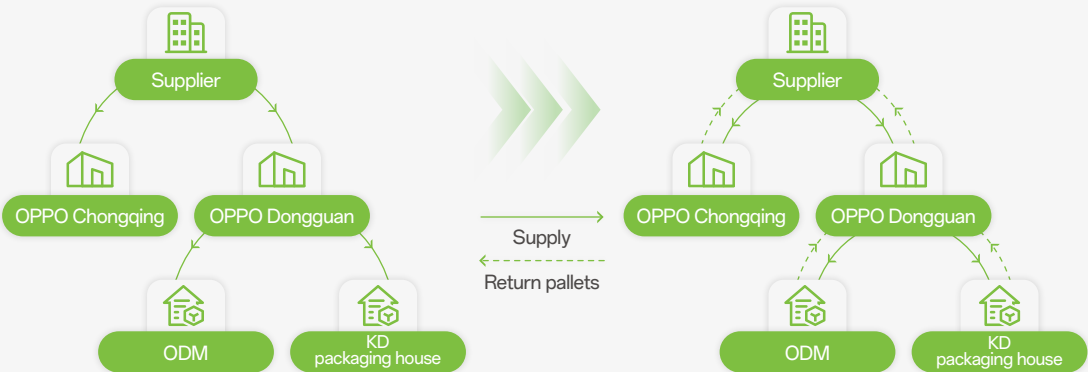 Supplier
OPPO Chongqing
OPPO Dongguan
ODM
KD
packaging house
Supply
Return pallets
Supplier
OPPO Chongqing
OPPO Dongguan
ODM
KD
packaging house